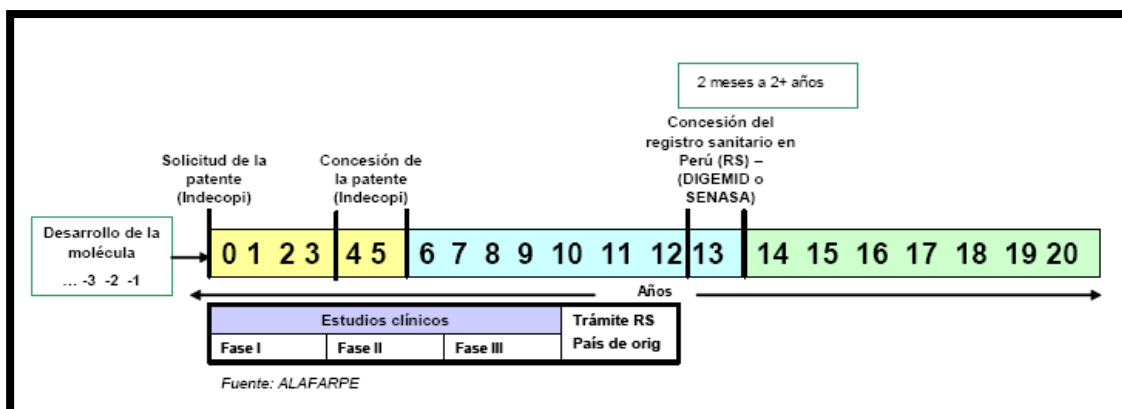 2 meses a 2+ años
Concesión del
registro sanitario en
Perú (RS) –
(DIGEMID o
SENASA)
Solicitud de la
patente
(Indecopi)
Concesión de
la patente
(Indecopi)
Desarrollo de la
molécula
... -3 -2 -1
0 1 2 3 4 5 6 7 8 9 10 11 12 13 14 15 16 17 18 19 20
Años
Estudios clínicos
Fase I Fase II Fase III
Trámite RS
País de orig
Fuente: ALAFARPE